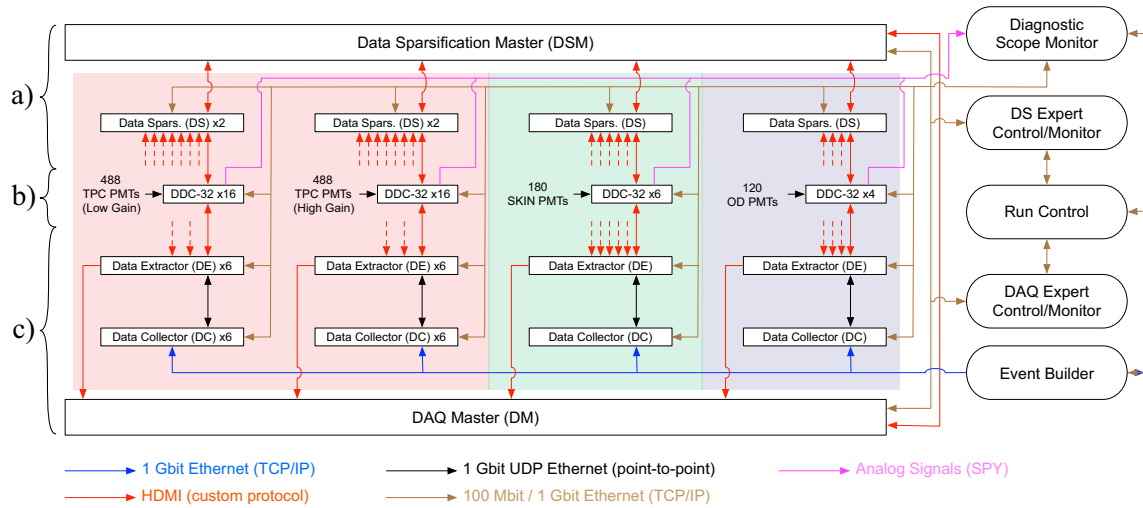 Data Sparsification Master (DSM)
Diagnostic
Scope Monitor
a)
Data Spars. (DS) x2
Data Spars. (DS) x2
Data Spars. (DS)
Data Spars. (DS)
DS Expert
Control/Monitor
b)
488
TPC PMTs
(Low Gain)
DDC-32 x16
488
TPC PMTs
(High Gain)
DDC-32 x16
180
SKIN PMTs
DDC-32 x6
120
OD PMTs
DDC-32 x4
Run Control
c)
Data Extractor (DE) x6
Data Extractor (DE) x6
Data Extractor (DE)
Data Extractor (DE)
DAQ Expert
Control/Monitor
Data Collector (DC) x6
Data Collector (DC) x6
Data Collector (DC)
Data Collector (DC)
Event Builder
DAQ Master (DM)
1 Gbit Ethernet (TCP/IP)
1 Gbit UDP Ethernet (point-to-point)
Analog Signals (SPY)
HDMI (custom protocol)
100 Mbit / 1 Gbit Ethernet (TCP/IP)